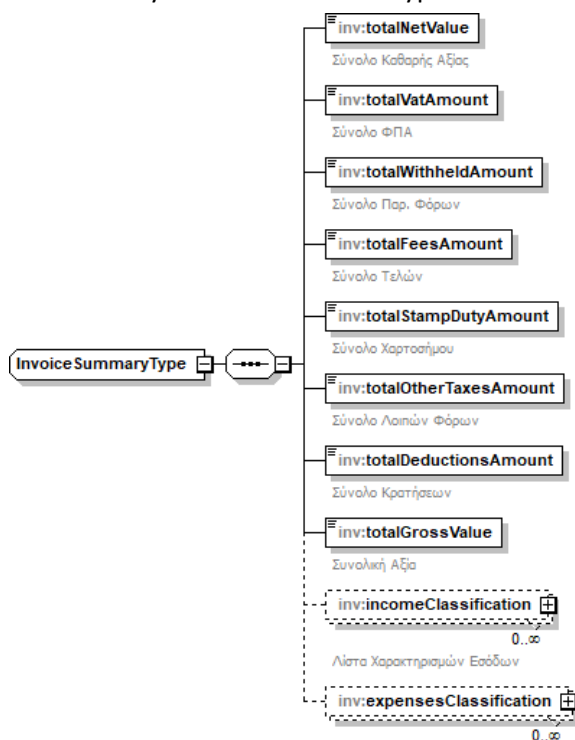 inv:totalNetValue
Σύνολο Καθαρής Αξίας
inv:totalVatAmount
Σύνολο ΦΠΑ
inv:totalWithheldAmount
Σύνολο Παρ. Φόρων
inv:totalFeesAmount
Σύνολο Τελών
inv:totalStampDutyAmount
Σύνολο Χαρτοσήμου
InvoiceSummaryType
inv:totalOtherTaxesAmount
Σύνολο Λοιπών Φόρων
inv:totalDeductionsAmount
Σύνολο Κρατήσεων
inv:totalGrossValue
Συνολική Αξία
inv:incomeClassification
0..∞
Λίστα Χαρακτηρισμών Εσόδων
inv:expensesClassification
0..∞